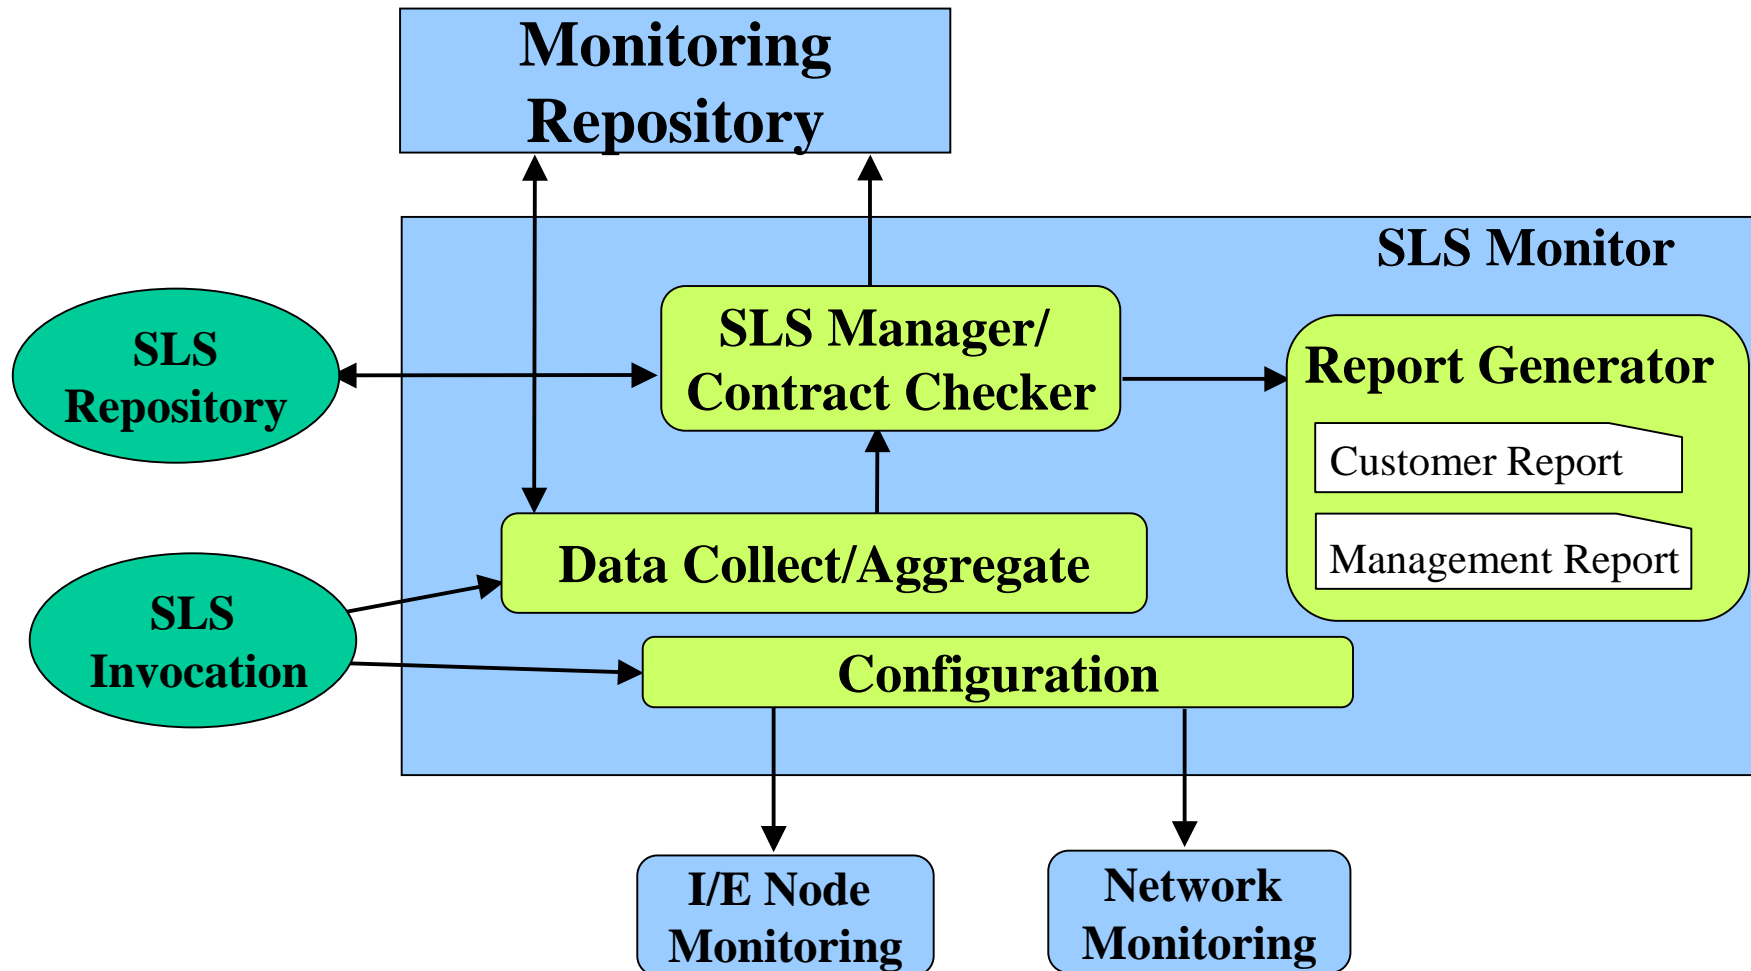 Monitoring
Repository
SLS Monitor
SLS Manager/
Contract Checker
SLS
Repository
Report Generator
Customer Report
Management Report
Data Collect/Aggregate
SLS
Invocation
Configuration
I/E Node
Monitoring
Network
Monitoring